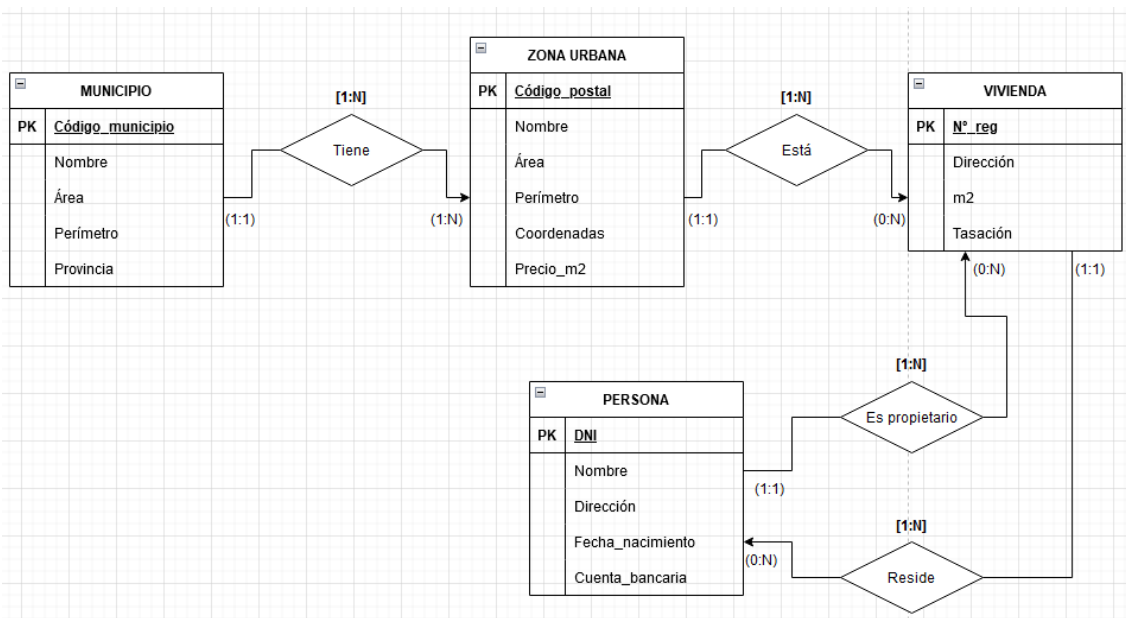 MUNICIPIO
PK Código_municipio
Nombre
Área
Perímetro
Provincia
(1:1)
[1:N]
Tiene
(1:N)
ZONA URBANA
PK Código_postal
Nombre
Área
Perímetro
Coordenadas
Precio_m2
(1:1)
[1:N]
Está
(0:N)
VIVIENDA
PK Nº_reg
Dirección
m2
Tasación
(0:N)
(1:1)
[1:N]
Es propietario
PERSONA
PK DNI
Nombre
Dirección
Fecha_nacimiento
Cuenta_bancaria
(1:1)
(0:N)
[1:N]
Reside